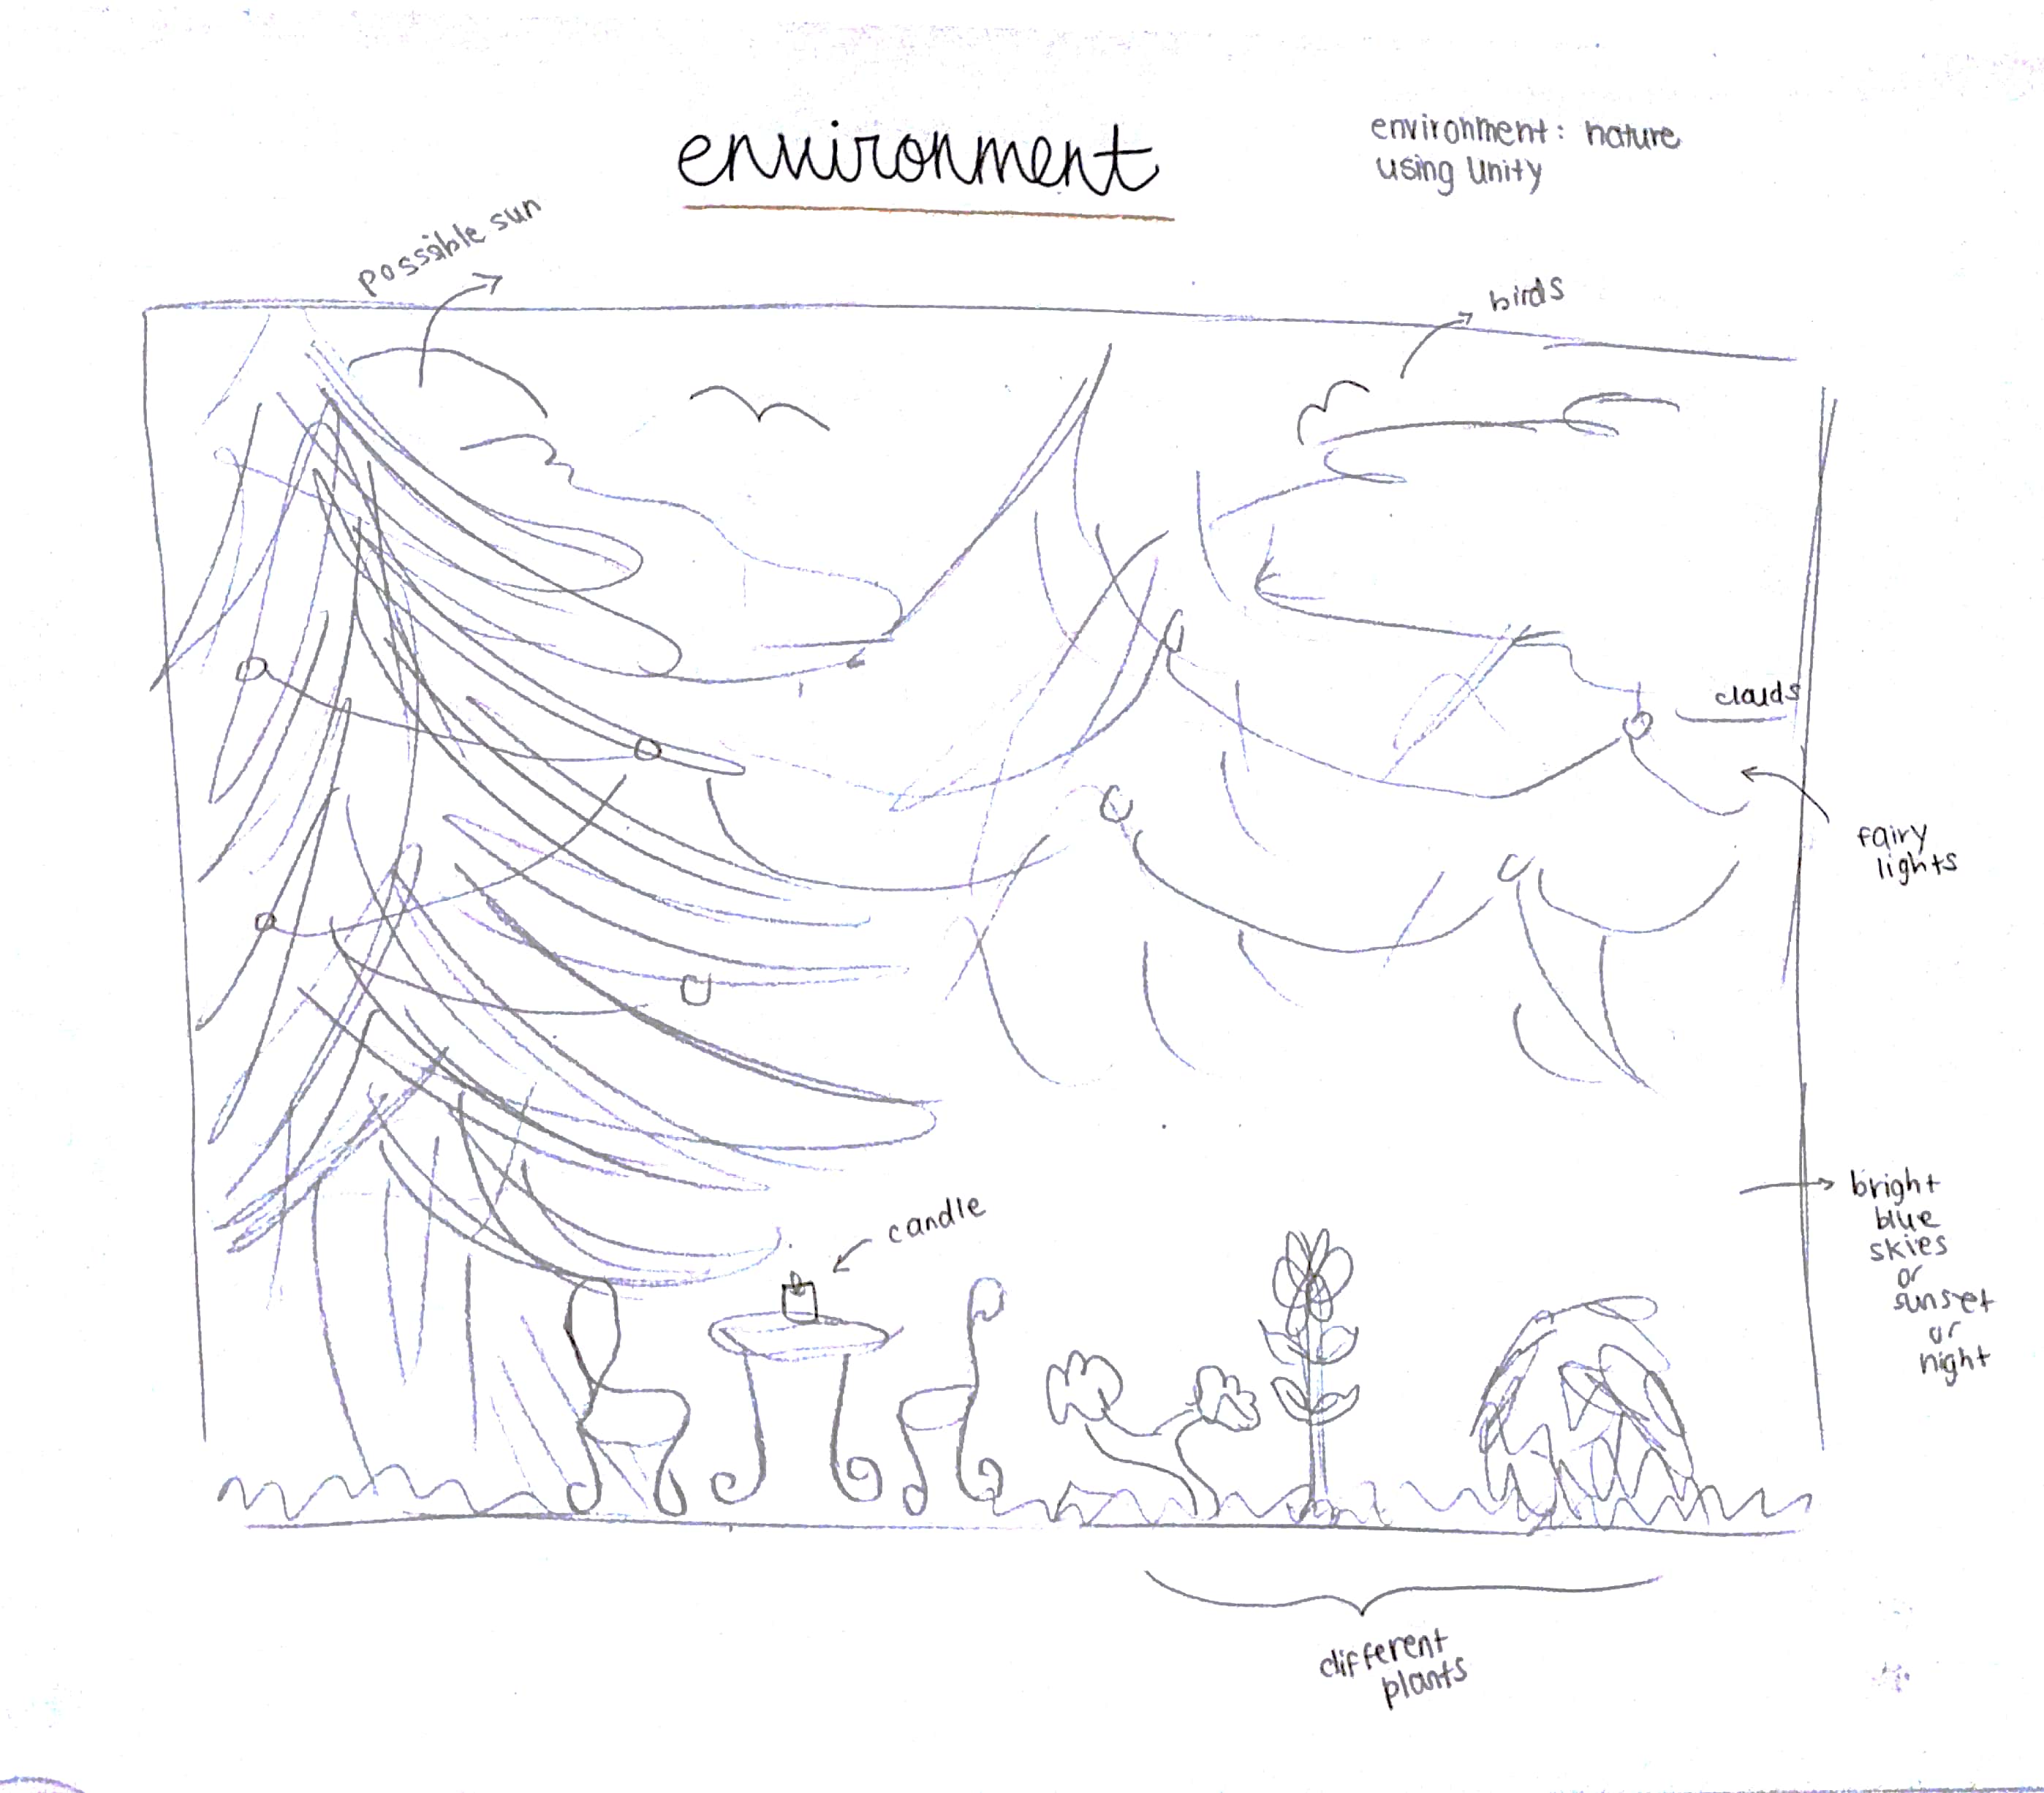 environment
environment: nature
using Unity
possible sun
birds
clouds
fairy
lights
candle
bright
blue
skies
or
sunset
or
night
different
plants